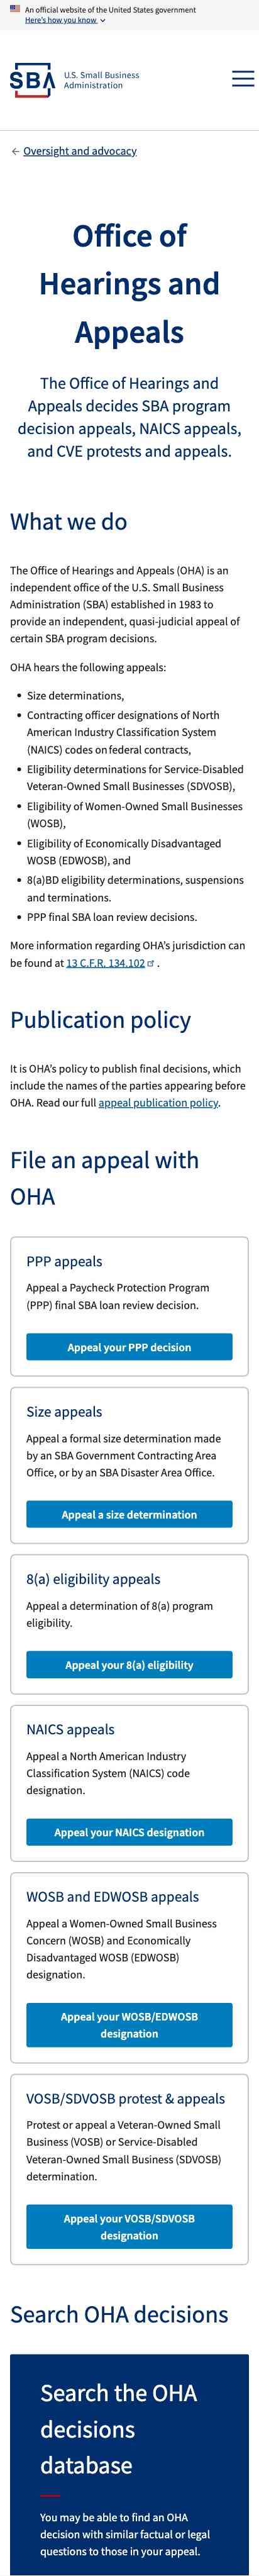 An official website of the United States government
Here's how you know
SBA
U.S. Small Business
Administration
Oversight and advocacy
Office of
Hearings and
Appeals
The Office of Hearings and
Appeals decides SBA program
decision appeals, NAICS appeals,
and CVE protests and appeals.
What we do
The Office of Hearings and Appeals (OHA) is an
independent office of the U.S. Small Business
Administration (SBA) established in 1983 to
provide an independent, quasi-judicial appeal of
certain SBA program decisions.
OHA hears the following appeals:
• Size determinations,
• Contracting officer designations of North
American Industry Classification System
(NAICS) codes on federal contracts,
• Eligibility determinations for Service-Disabled
Veteran-Owned Small Businesses (SDVOSB),
• Eligibility of Women-Owned Small Businesses
(WOSB),
• Eligibility of Economically Disadvantaged
WOSB (EDWOSB), and
• 8(a)BD eligibility determinations, suspensions
and terminations.
• PPP final SBA loan review decisions.
More information regarding OHA's jurisdiction can
be found at 13 C.F.R. 134.102 .
Publication policy
It is OHA's policy to publish final decisions, which
include the names of the parties appearing before
OHA. Read our full appeal publication policy.
File an appeal with
OHA
PPP appeals
Appeal a Paycheck Protection Program
(PPP) final SBA loan review decision.
Appeal your PPP decision
Size appeals
Appeal a formal size determination made
by an SBA Government Contracting Area
Office, or by an SBA Disaster Area Office.
Appeal a size determination
8(a) eligibility appeals
Appeal a determination of 8(a) program
eligibility.
Appeal your 8(a) eligibility
NAICS appeals
Appeal a North American Industry
Classification System (NAICS) code
designation.
Appeal your NAICS designation
WOSB and EDWOSB appeals
Appeal a Women-Owned Small Business
Concern (WOSB) and Economically
Disadvantaged WOSB (EDWOSB)
designation.
Appeal your WOSB/EDWOSB
designation
VOSB/SDVOSB protest & appeals
Protest or appeal a Veteran-Owned Small
Business (VOSB) or Service-Disabled
Veteran-Owned Small Business (SDVOSB)
determination.
Appeal your VOSB/SDVOSB
designation
Search OHA decisions
Search the OHA
decisions
database
You may be able to find an OHA
decision with similar factual or legal
questions to those in your appeal.